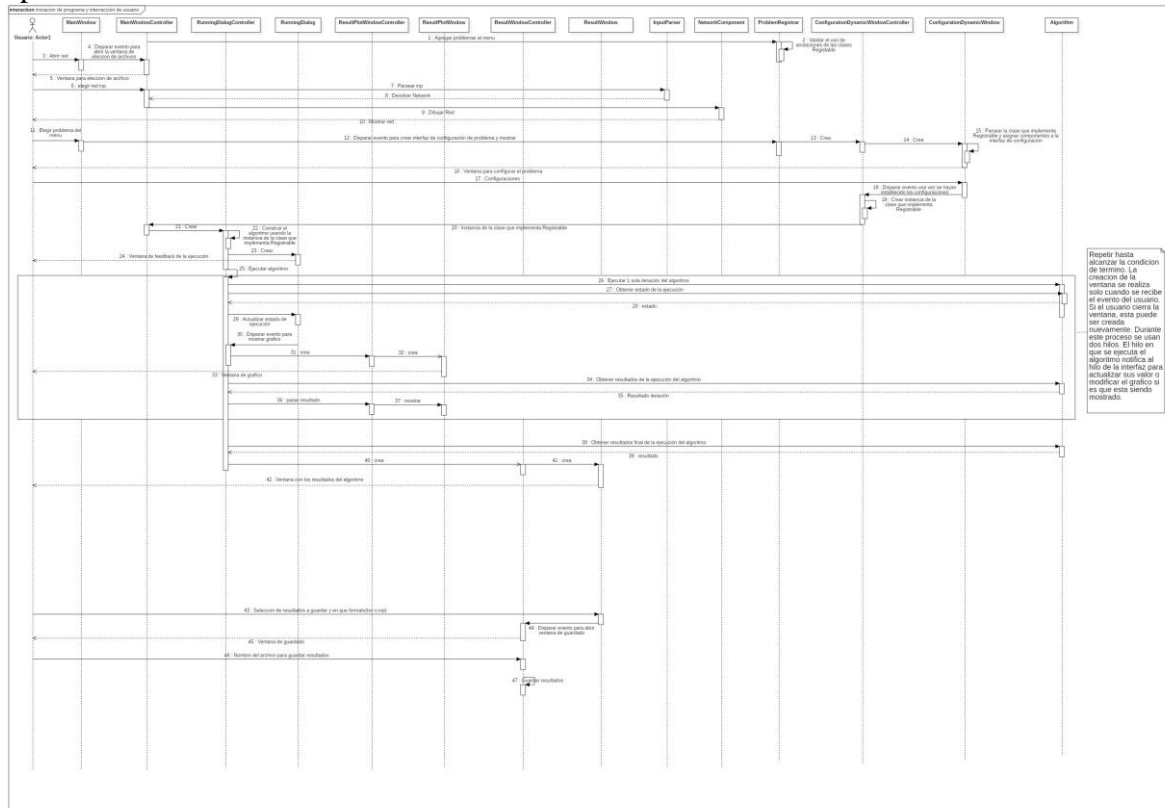 interaction Iniciacion de programa y interacción de usuario
Usuario: Actor1
MainWindow
MainWindowController
RunningDialogController
RunningDialog
ResultPlotWindowController
ResultPlotWindow
ResultWindowController
ResultWindow
InputParser
NetworkComponent
ProblemRegistrar
ConfigurationDynamicWindowController
ConfigurationDynamicWindow
Algorithm
1 : Agregar problemas al menu
2 : Validar el uso de
anotaciones de las clases
Registable
3 : Abrir red
4 : Disparar evento para
abrir la ventana de
eleccion de archivos
5 : Ventana para eleccion de archivo
6 : elegir red inp
7 : Parsear inp
8 : Devolver Network
9 : Dibujar Red
10 : Mostrar red
11 : Elegir problema del
menu
12 : Disparar evento para crear interfaz de configuración de problema y mostrar
13 : Crea
14 : Crea
15 : Parsear la clase que implementa
Registrable y asignar componentes a la
interfaz de configuración
16 : Ventana para configurar el problema
17 : Configuraciones
18 : Disparar evento una vez se hayan
establecido las configuraciones
19 : Crear instancia de la
clase que implementa
Registrable
20 : Instancia de la clase que implementa Registrable
21 : Crear
22 : Construir el
algoritmo usando la
instancia de la clase que
implementa Registrable
23 : Crear
24 : Ventana de feedback de la ejecución
25 : Ejecutar algoritmo
26 : Ejecutar 1 sola iteración del algoritmo
27 : Obtener estado de la ejecución
28 : estado
29 : Actualizar estado de
ejecución
30 : Disparar evento para
mostrar grafico
31 : crea
32 : crea
33 : Ventana de gráfico
34 : Obtener resultados de la ejecución del algoritmo
35 : Resultado iteración
36 : pasar resultado
37 : mostrar
Repetir hasta
alcanzar la condicion
de termino. La
creacion de la
ventana se realiza
solo cuando se recibe
el evento del usuario.
Si el usuario cierra la
ventana, esta puede
ser creada
nuevamente. Durante
este proceso se usan
dos hilos. El hilo en
que se ejecuta el
algoritmo notifica al
hilo de la interfaz para
actualizar sus valor o
modificar el grafico si
es que esta siendo
mostrado.
38 : Obtener resultados final de la ejecución del algoritmo
39 : resultado
40 : crea
41 : crea
42 : Ventana con los resultados del algoritmo
43 : Seleccion de resultados a guardar y en que formato(tsv o inp)
44 : Disparar evento para abrir
ventana de guardado
45 : Ventana de guardado
46 : Nombre del archivo para guardar resultados
47 : Guardar resultados